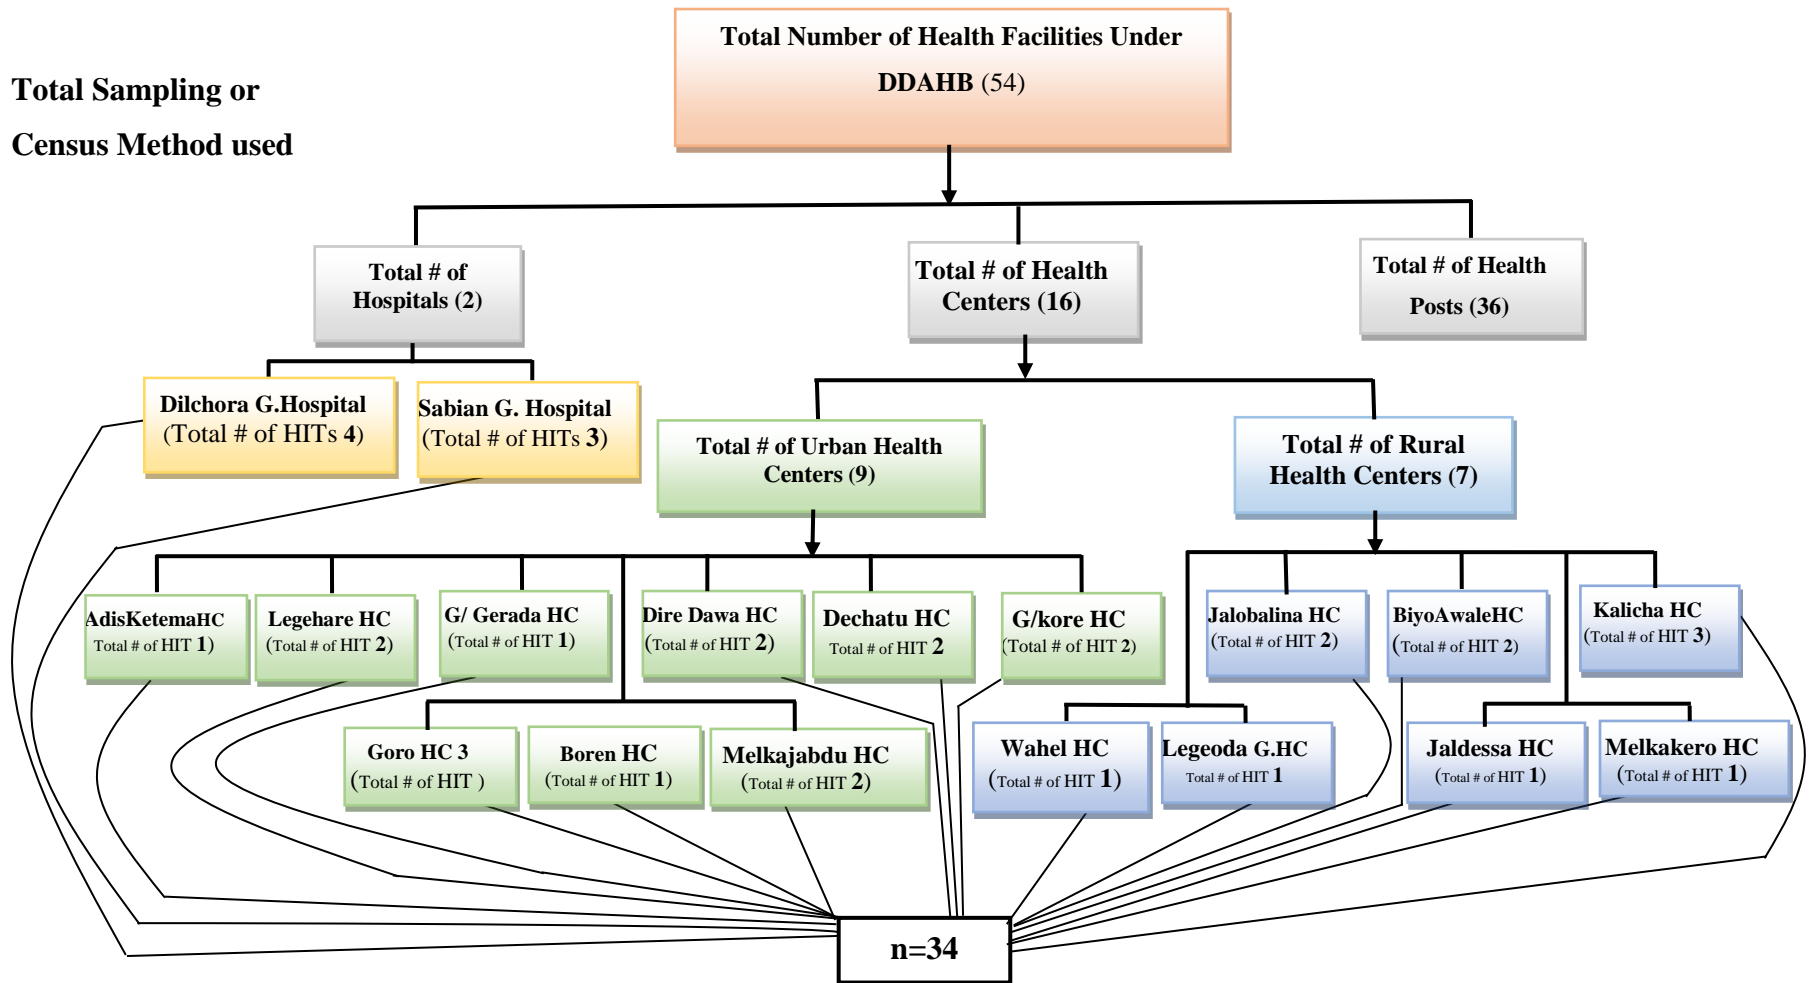 Total Number of Health Facilities Under
DDAHB (54)
Total Sampling or
Census Method used
Total # of
Hospitals (2)
Total # of Health
Centers (16)
Total # of Health
Posts (36)
Dilchora G.Hospital
(Total # of HITs 4)
Sabian G. Hospital
(Total # of HITs 3)
Total # of Urban Health
Centers (9)
Total # of Rural
Health Centers (7)
AdisKetemaHC
Total # of HIT 1)
Legehare HC
(Total # of HIT 2)
G/ Gerada HC
(Total # of HIT 1)
Dire Dawa HC
(Total # of HIT 2)
Dechatu HC
Total # of HIT 2
G/kore HC
(Total # of HIT 2)
Jalobalina HC
(Total # of HIT 2)
BiyoAwaleHC
(Total # of HIT 2)
Kalicha HC
(Total # of HIT 3)
Goro HC 3
(Total # of HIT )
Boren HC
(Total # of HIT 1)
Melkajabdu HC
(Total # of HIT 2)
Wahel HC
(Total # of HIT 1)
Legeoda G.HC
Total # of HIT 1
Jaldessa HC
(Total # of HIT 1)
Melkakero HC
(Total # of HIT 1)
n=34